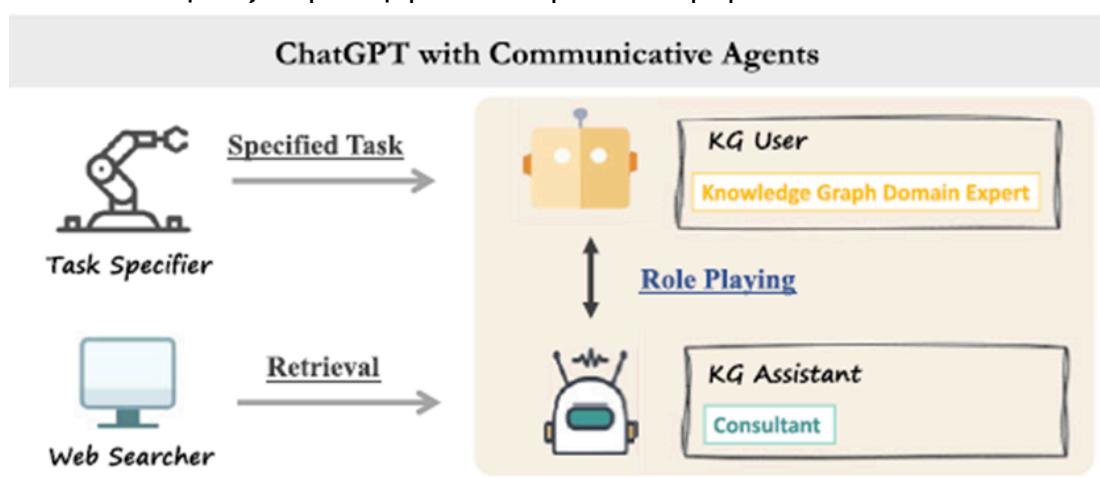 ChatGPT with Communicative Agents
Specified Task
Task Specifier
KG User
Knowledge Graph Domain Expert
Role Playing
Retrieval
Web Searcher
KG Assistant
Consultant